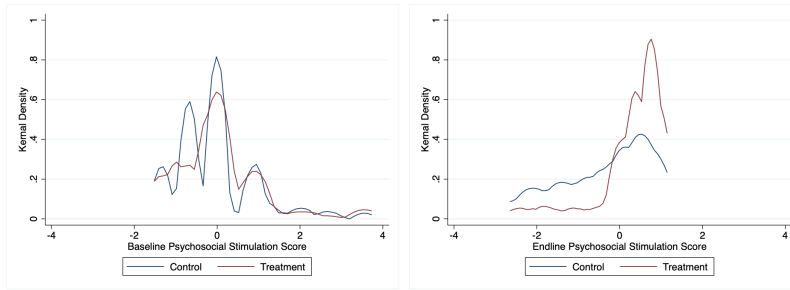 Kernal Density
0 .2 .4 .6 .8 1
-4 -2 0 2 4
Baseline Psychosocial Stimulation Score
Control Treatment
Kernal Density
0 .2 .4 .6 .8 1
-4 -2 0 2 4
Endline Psychosocial Stimulation Score
Control Treatment